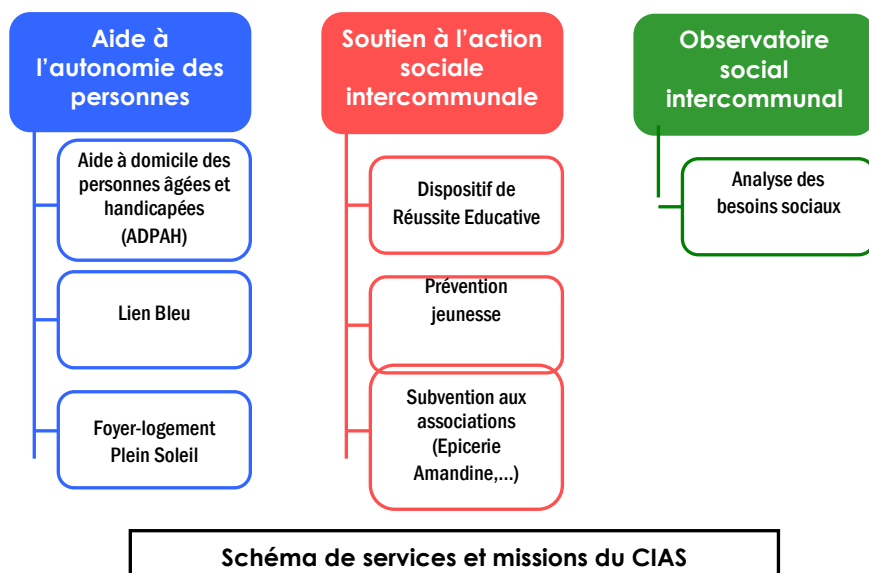 Aide à
l'autonomie des
personnes
Aide à domicile des
personnes âgées et
handicapées
(ADPAH)
Lien Bleu
Foyer-logement
Plein Soleil
Soutien à l'action
sociale
intercommunale
Dispositif de
Réussite Educative
Prévention
jeunesse
Subvention aux
associations
(Epicerie
Amandine,...)
Observatoire
social
intercommunal
Analyse des
besoins sociaux
Schéma de services et missions du CIAS